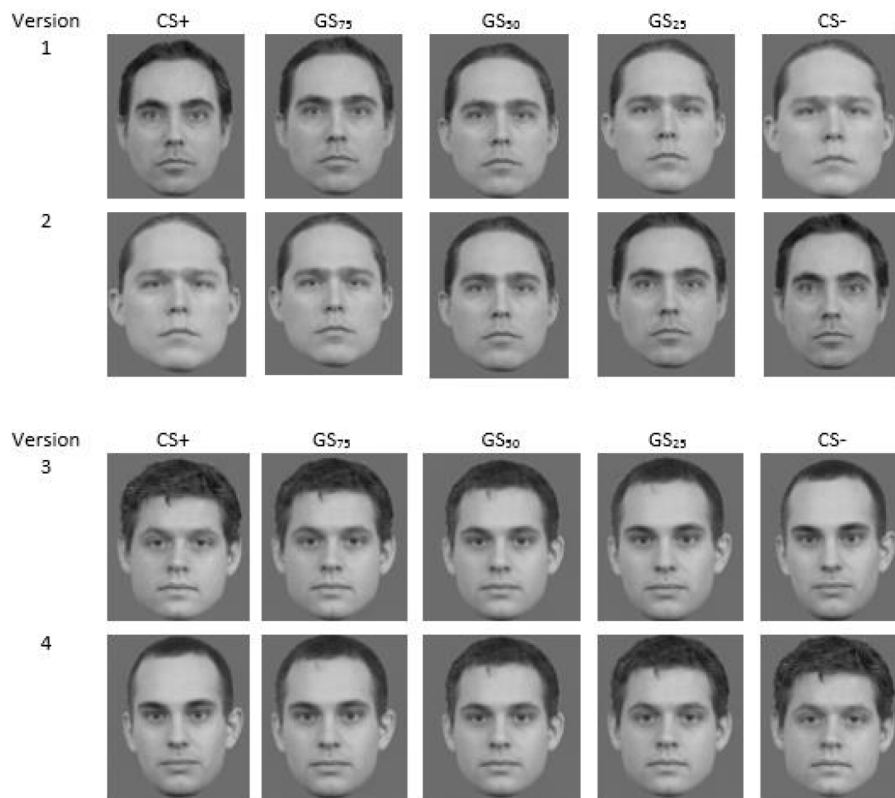 Version CS+ GS₇₅ GS₅₀ GS₂₅ CS-
1
2
Version CS+ GS₇₅ GS₅₀ GS₂₅ CS-
3
4